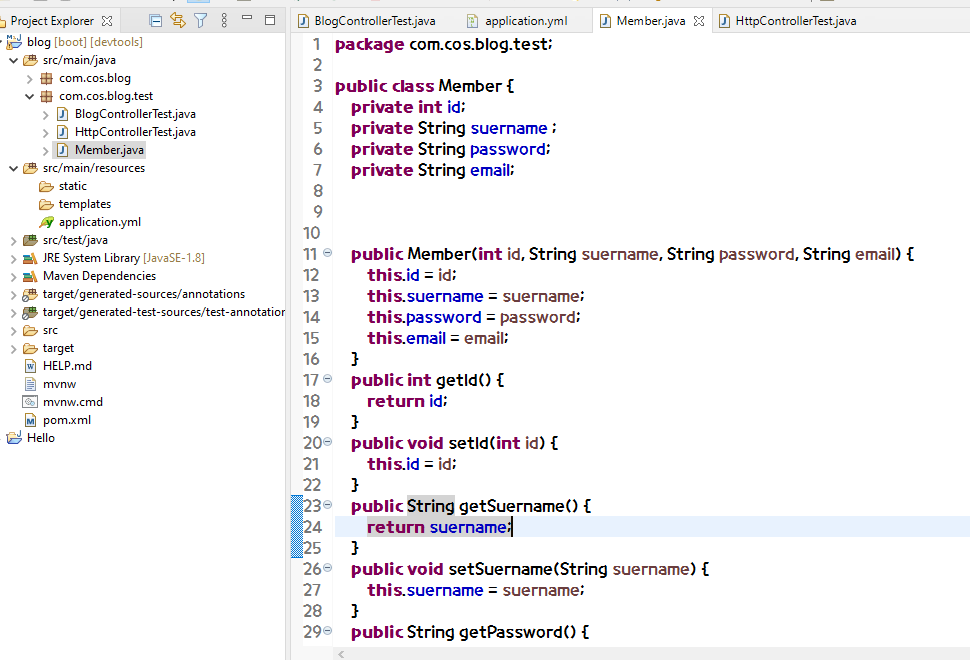 Project Explorer
blog [boot] [devtools]
src/main/java
com.cos.blog
com.cos.blog.test
BlogControllerTest.java
HttpControllerTest.java
Member.java
src/main/resources
static
templates
application.yml
src/test/java
JRE System Library [JavaSE-1.8]
Maven Dependencies
target/generated-sources/annotations
target/generated-test-sources/test-annotation
src
target
HELP.md
mvnw
mvnw.cmd
pom.xml
Hello
BlogControllerTest.java application.yml Member.java HttpControllerTest.java
1 package com.cos.blog.test;
2
3 public class Member {
4 private int id;
5 private String suername ;
6 private String password;
7 private String email;
8
9
10
11 public Member(int id, String suername, String password, String email) {
12 this.id = id;
13 this.suername = suername;
14 this.password = password;
15 this.email = email;
16 }
17 public int getId() {
18 return id;
19 }
20 public void setId(int id) {
21 this.id = id;
22 }
23 public String getSuername() {
24 return suername;
25 }
26 public void setSuername(String suername) {
27 this.suername = suername;
28 }
29 public String getPassword() {